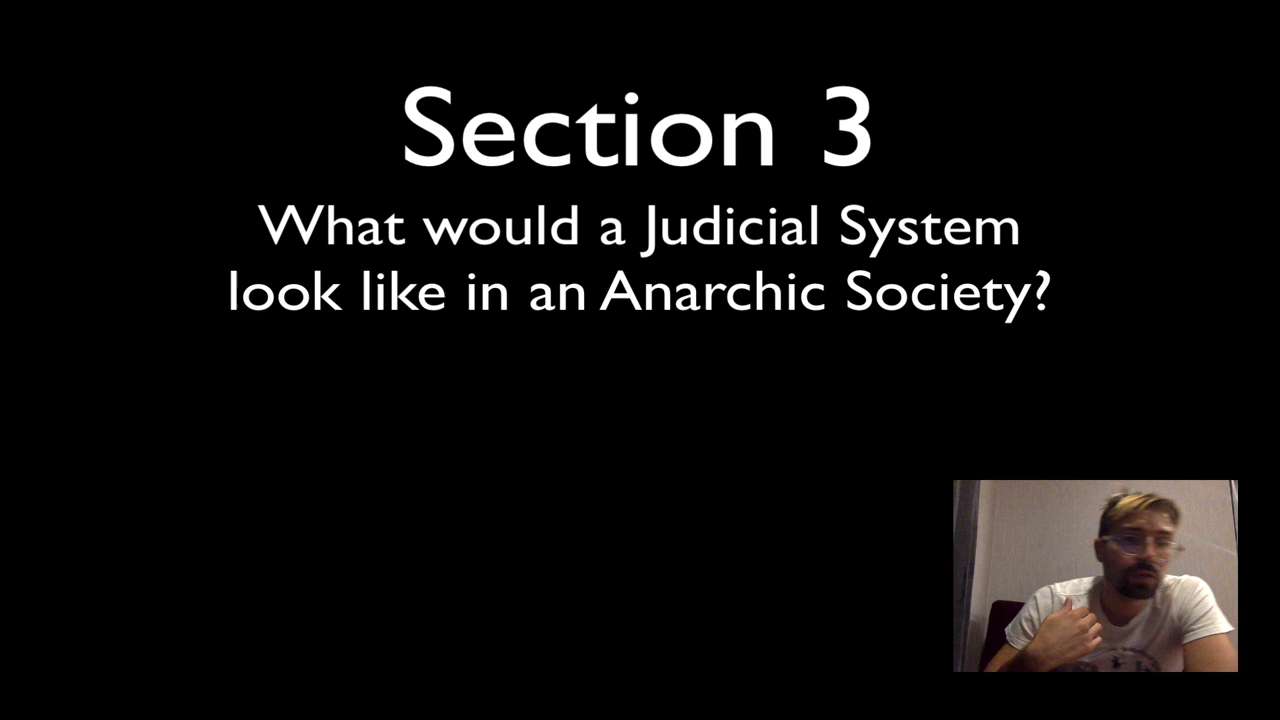 Section 3
What would a Judicial System
look like in an Anarchic Society?